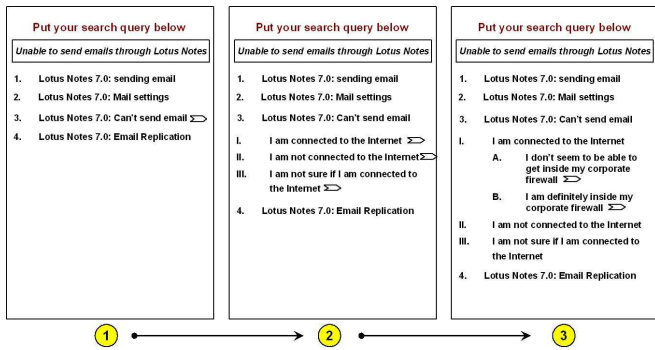 Put your search query below
Unable to send emails through Lotus Notes
1. Lotus Notes 7.0: sending email
2. Lotus Notes 7.0: Mail settings
3. Lotus Notes 7.0: Can't send email
4. Lotus Notes 7.0: Email Replication
Put your search query below
Unable to send emails through Lotus Notes
1. Lotus Notes 7.0: sending email
2. Lotus Notes 7.0: Mail settings
3. Lotus Notes 7.0: Can't send email
I. I am connected to the Internet
II. I am not connected to the Internet
III. I am not sure if I am connected to
the Internet
4. Lotus Notes 7.0: Email Replication
Put your search query below
Unable to send emails through Lotus Notes
1. Lotus Notes 7.0: sending email
2. Lotus Notes 7.0: Mail settings
3. Lotus Notes 7.0: Can't send email
I. I am connected to the Internet
A. I don't seem to be able to
get inside my corporate
firewall
B. I am definitely inside my
corporate firewall
II. I am not connected to the Internet
III. I am not sure if I am connected to
the Internet
4. Lotus Notes 7.0: Email Replication
1
2
3